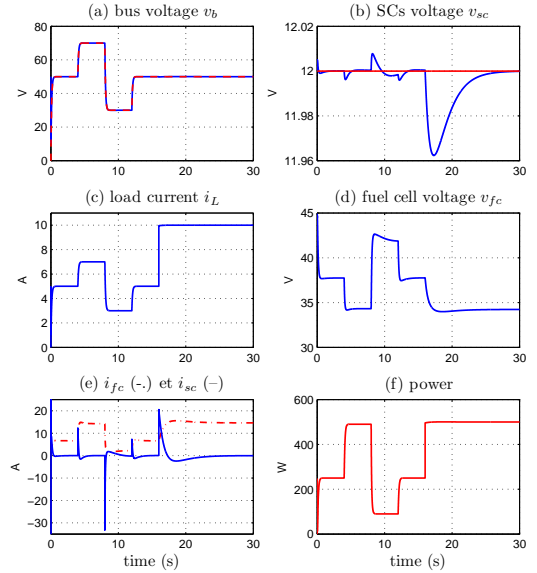 (a) bus voltage v_b
(b) SCs voltage v_sc
80
60
40
20
0
V
0 10 20 30
12.02
12
11.98
11.96
V
0 10 20 30
(c) load current i_L
(d) fuel cell voltage v_fc
10
8
6
4
2
0
A
0 10 20 30
45
40
35
30
V
0 10 20 30
(e) i_fc (-.) et i_sc (–)
(f) power
20
10
0
−10
−20
−30
A
0 10 20 30
time (s)
600
400
200
0
W
0 10 20 30
time (s)